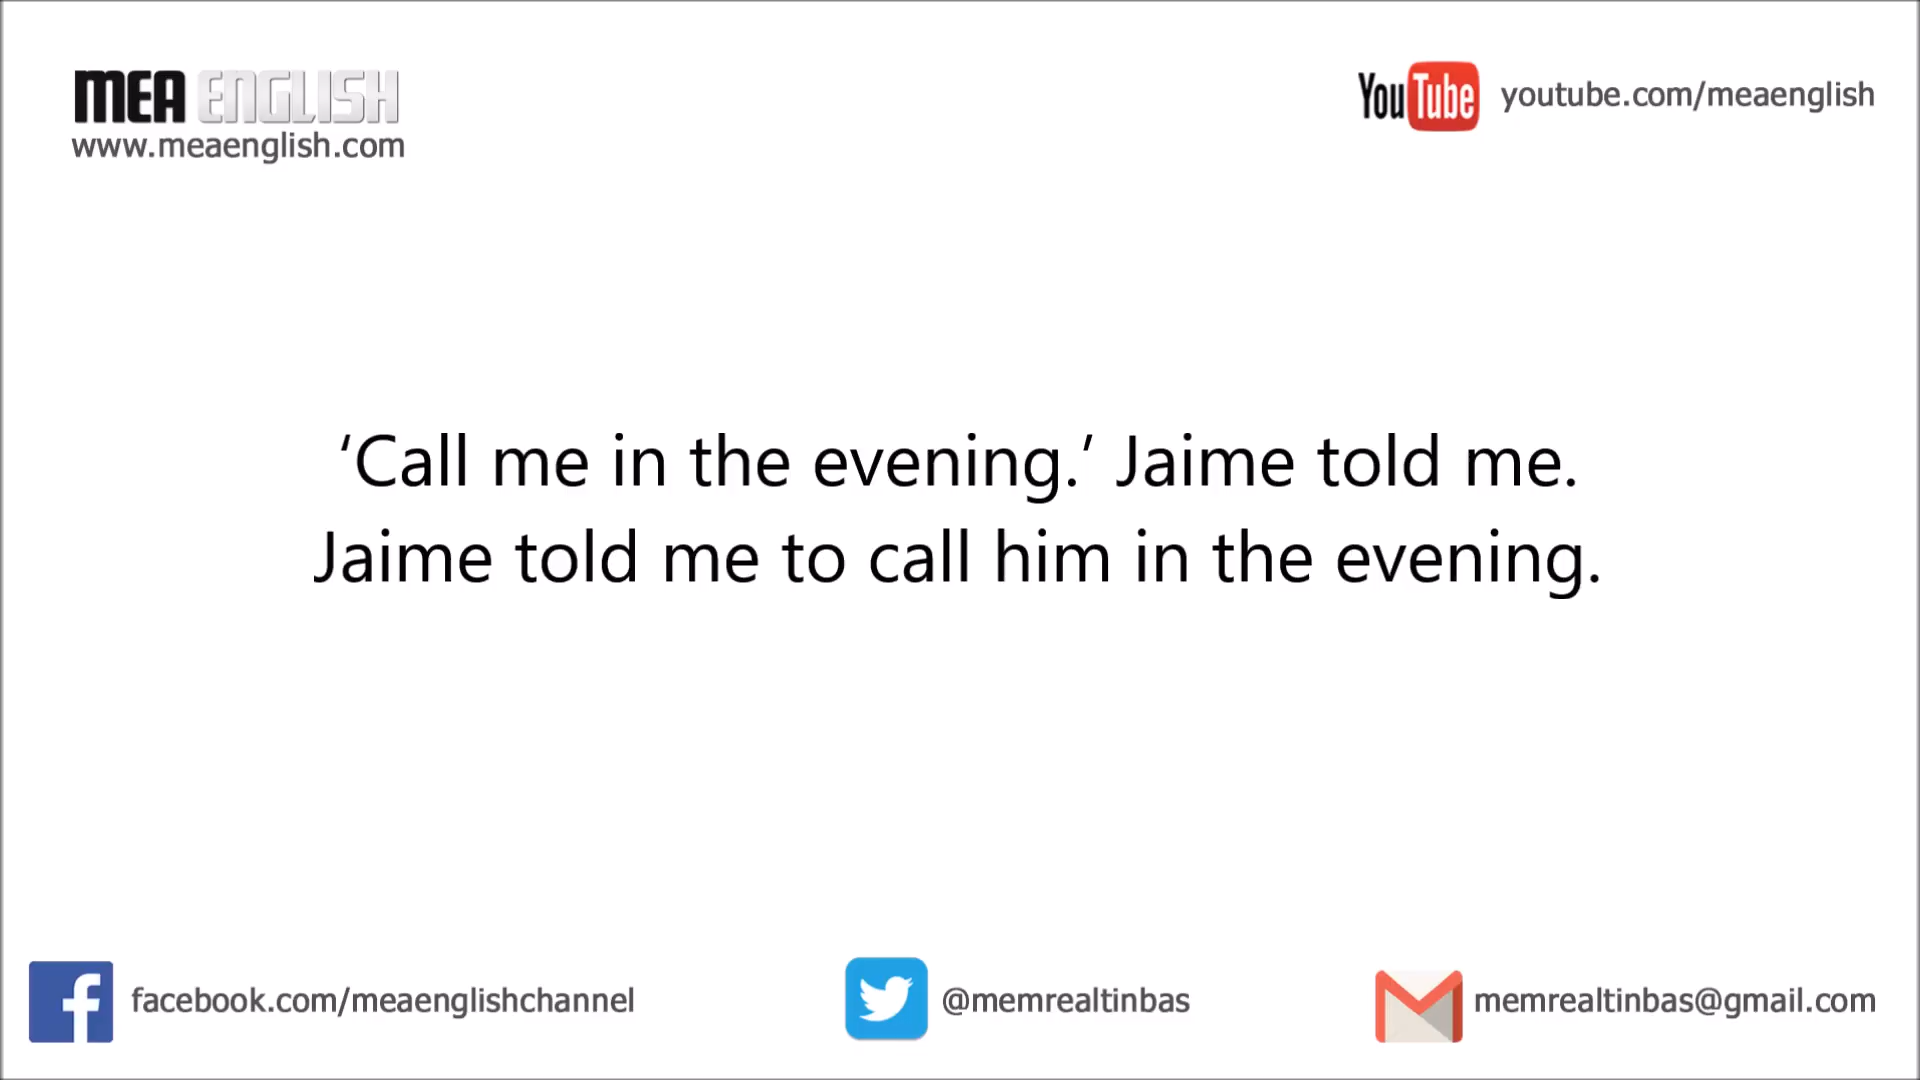 MEA ENGLISH
www.meaenglish.com
YouTube youtube.com/meaenglish
‘Call me in the evening.’ Jaime told me.
Jaime told me to call him in the evening.
f facebook.com/meaenglishchannel
@memrealtinbas
memrealtinbas@gmail.com